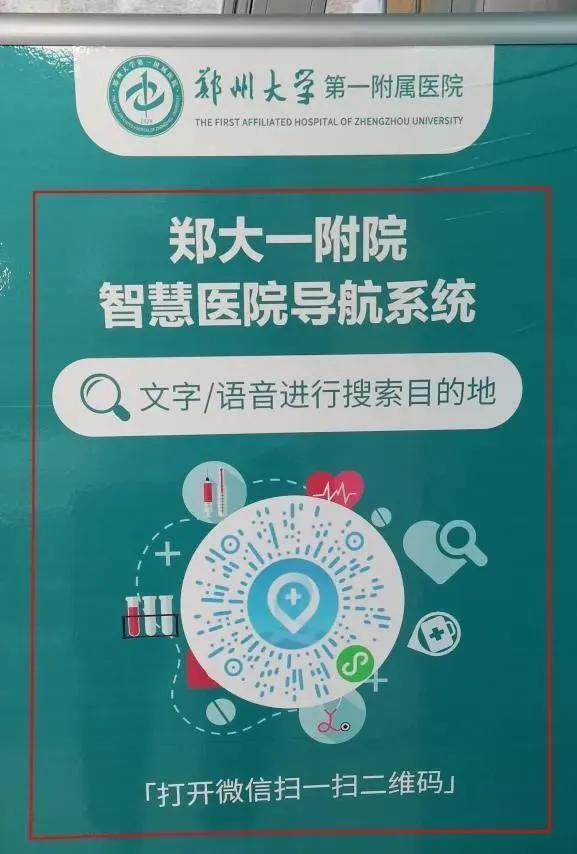 郑州大学第一附属医院
THE FIRST AFFILIATED HOSPITAL OF ZHENGZHOU UNIVERSITY
郑大一附院
智慧医院导航系统
文字/语音进行搜索目的地
「打开微信扫一扫二维码」